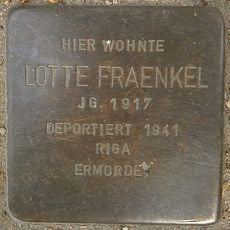 HIER WOHNTE
LOTTE FRAENKEL
JG. 1917
DEPORTIERT 1941
RIGA
ERMORDET